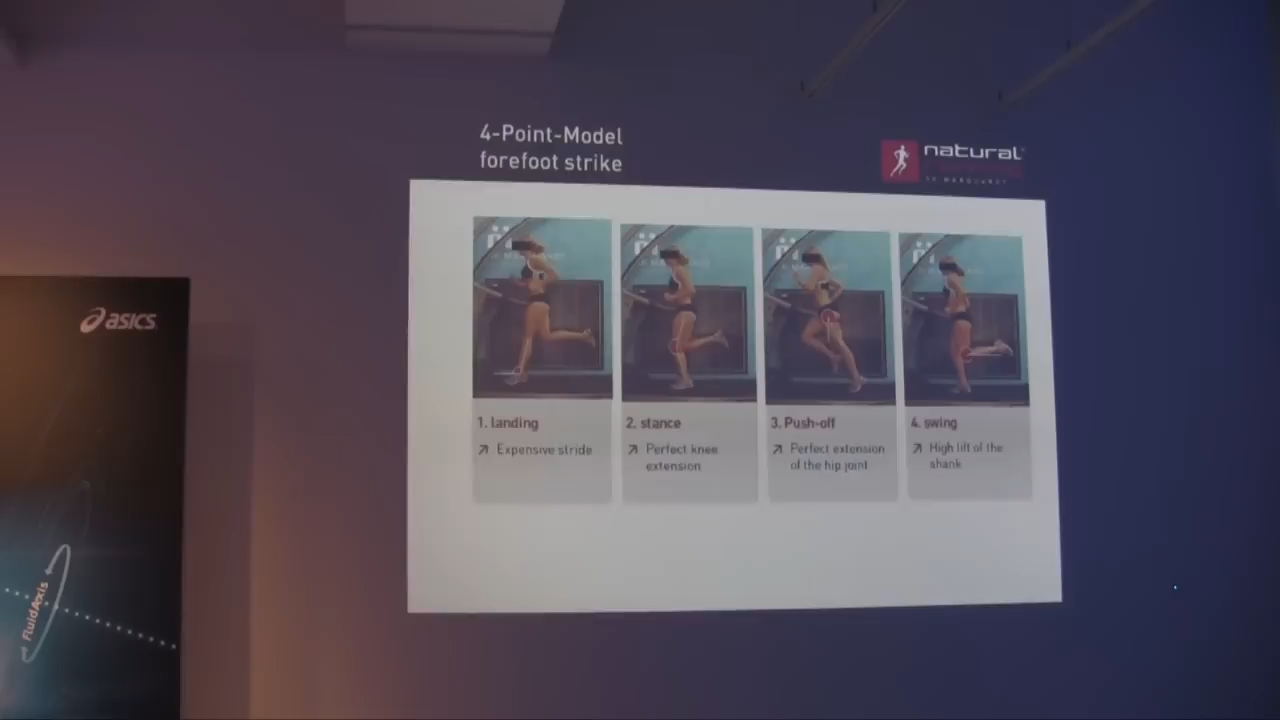 4-Point-Model
forefoot strike
natural
asics
1. landing
Expensive stride
2. stance
Perfect knee
extension
3. Push-off
Perfect extension
of the hip joint
4. swing
High lift of the
shank
FluidAxis